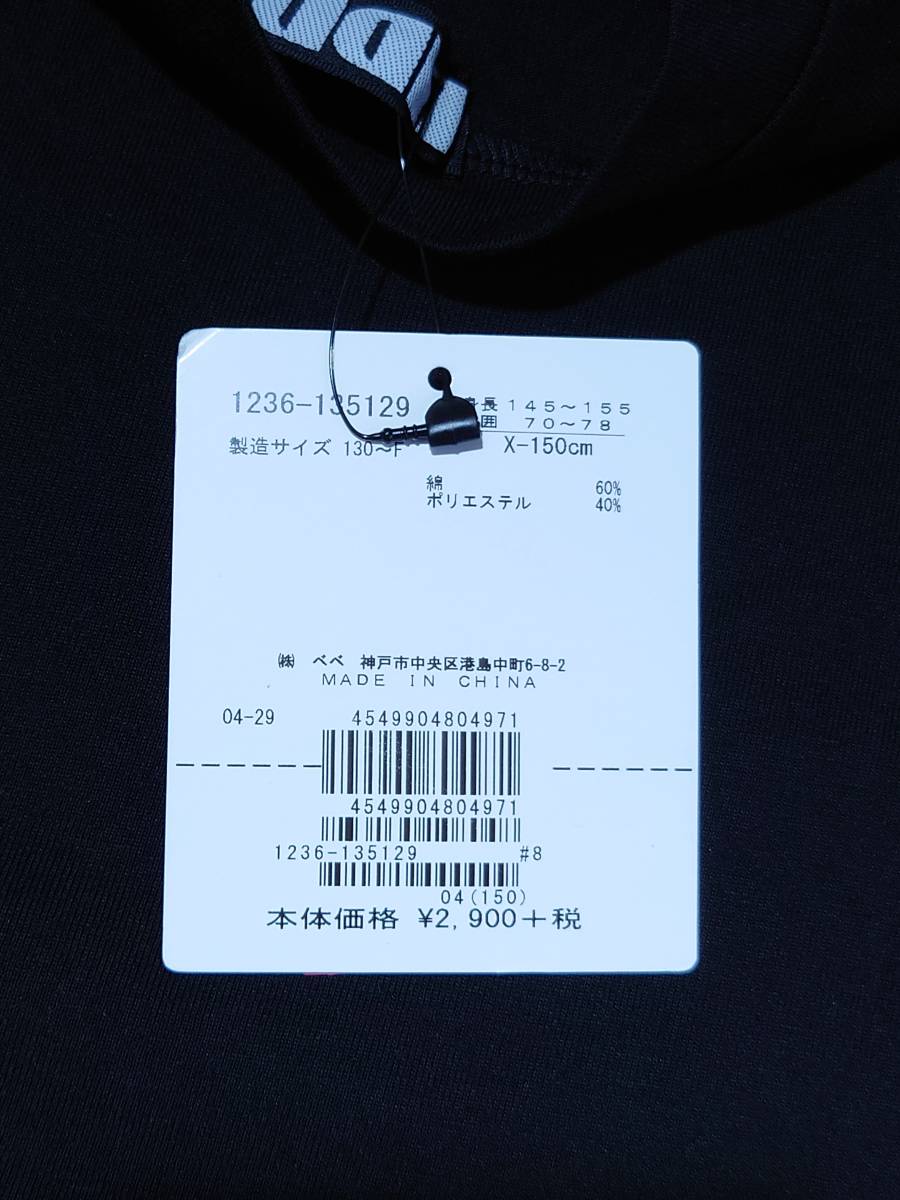 1236-135129
身長 145～155
囲 70～78
製造サイズ 130～F
X-150cm
綿 60%
ポリエステル 40%
㈱ ベベ 神戸市中央区港島中町6-8-2
MADE IN CHINA
04-29
4549904804971
4549904804971
1236-135129 #8
04(150)
本体価格 ¥2,900+税